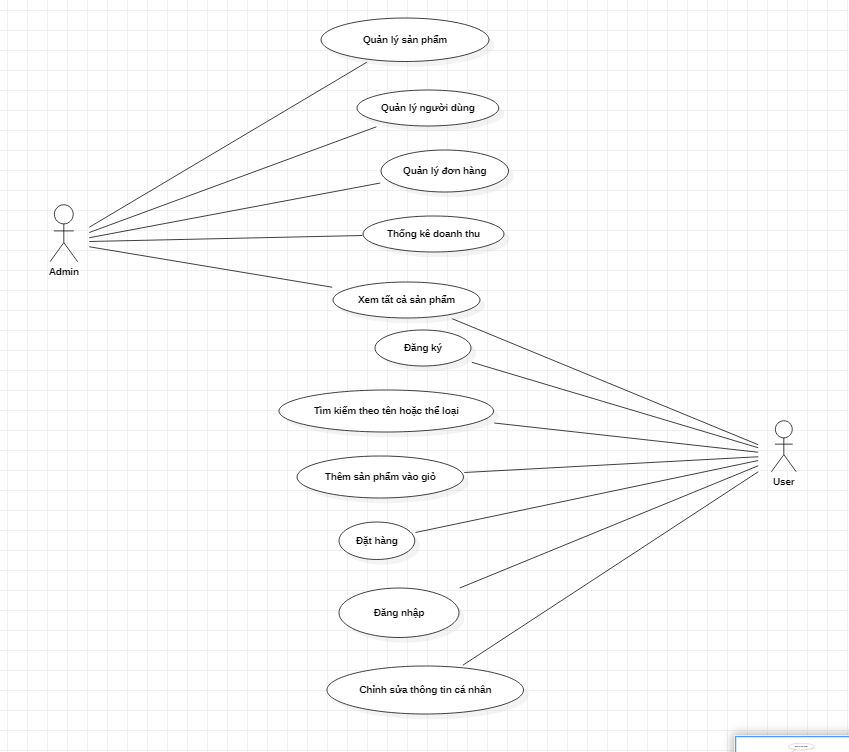 Quản lý sản phẩm
Quản lý người dùng
Quản lý đơn hàng
Thống kê doanh thu
Admin
Xem tất cả sản phẩm
Đăng ký
Tìm kiếm theo tên hoặc thể loại
Thêm sản phẩm vào giỏ
User
Đặt hàng
Đăng nhập
Chỉnh sửa thông tin cá nhân